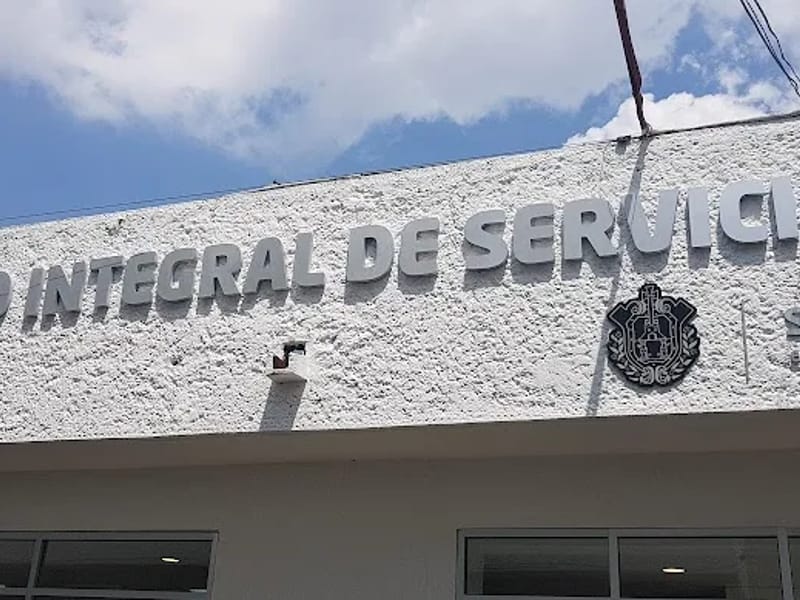 O INTEGRAL DE SERVICI
S